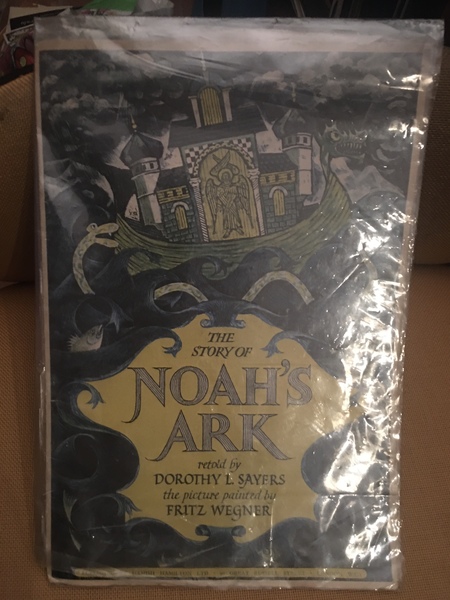 THE
STORY OF
NOAH'S
ARK
retold by
DOROTHY L. SAYERS
the picture painted by
FRITZ WEGNER